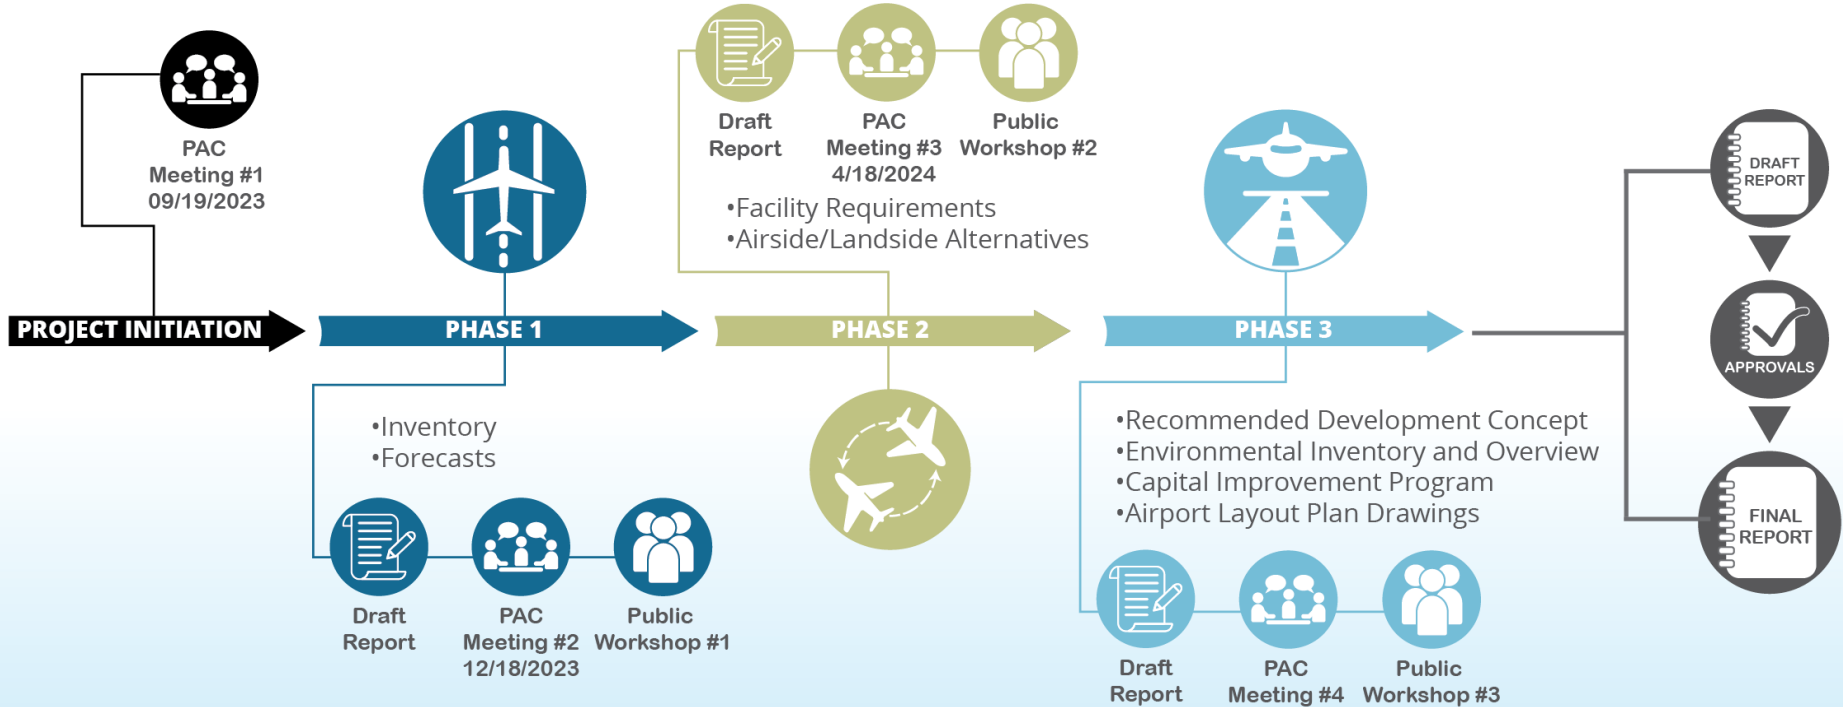 PAC
Meeting #1
09/19/2023
PROJECT INITIATION
PHASE 1
•Inventory
•Forecasts
Draft
Report
PAC
Meeting #2
12/18/2023
Public
Workshop #1
Draft
Report
PAC
Meeting #3
4/18/2024
Public
Workshop #2
•Facility Requirements
•Airside/Landside Alternatives
PHASE 2
PHASE 3
•Recommended Development Concept
•Environmental Inventory and Overview
•Capital Improvement Program
•Airport Layout Plan Drawings
Draft
Report
PAC
Meeting #4
Public
Workshop #3
DRAFT
REPORT
APPROVALS
FINAL
REPORT